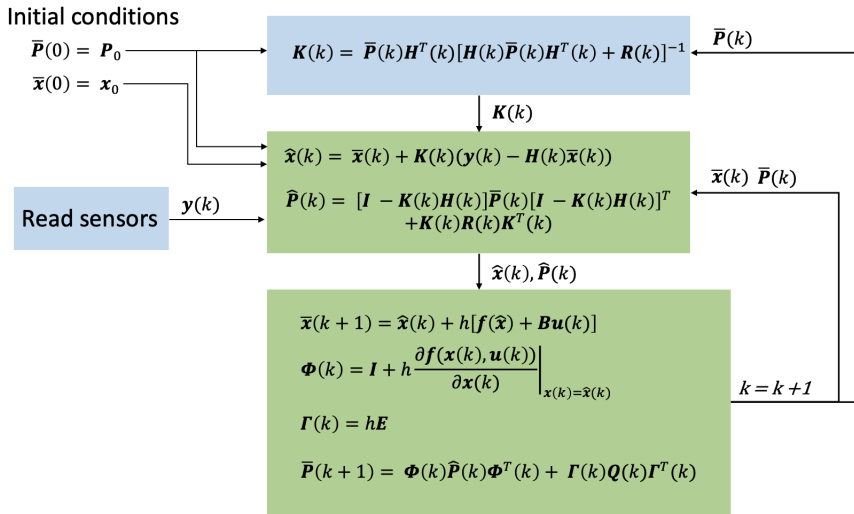 Initial conditions
P̅(0) = P₀
x̅(0) = x₀
K(k) = P̅(k)Hᵀ(k)[H(k)P̅(k)Hᵀ(k) + R(k)]⁻¹
P̅(k)
K(k)
x̂(k) = x̅(k) + K(k)(y(k) − H(k)x̅(k))
P̂(k) = [I − K(k)H(k)]P̅(k)[I − K(k)H(k)]ᵀ
+K(k)R(k)Kᵀ(k)
x̅(k) P̅(k)
Read sensors
y(k)
x̂(k), P̂(k)
x̅(k + 1) = x̂(k) + h[f(x̂) + Bu(k)]
Φ(k) = I + h ∂f(x(k), u(k))/∂x(k) |x(k)=x̂(k)
Γ(k) = hE
P̅(k + 1) = Φ(k)P̂(k)Φᵀ(k) + Γ(k)Q(k)Γᵀ(k)
k = k +1